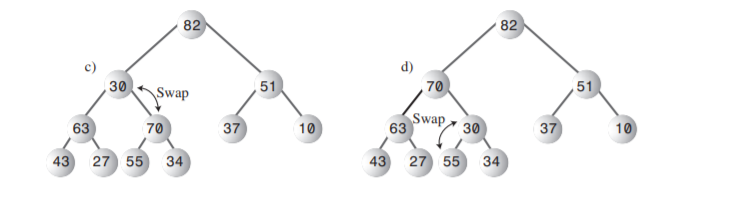 82 82
c) d)
30 Swap 51 70 51
63 70 37 10 63 Swap 30 37 10
43 27 55 34 43 27 55 34